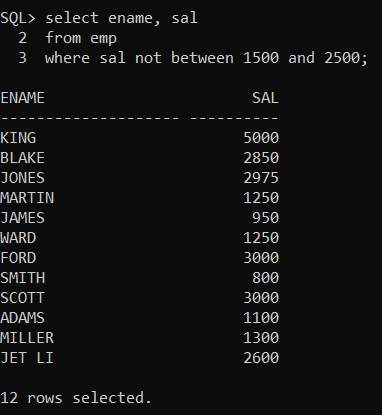 SQL> select ename, sal
  2  from emp
  3  where sal not between 1500 and 2500;

ENAME                       SAL
-------------------- ----------
KING                       5000
BLAKE                      2850
JONES                      2975
MARTIN                     1250
JAMES                       950
WARD                       1250
FORD                       3000
SMITH                       800
SCOTT                      3000
ADAMS                      1100
MILLER                     1300
JET LI                     2600

12 rows selected.